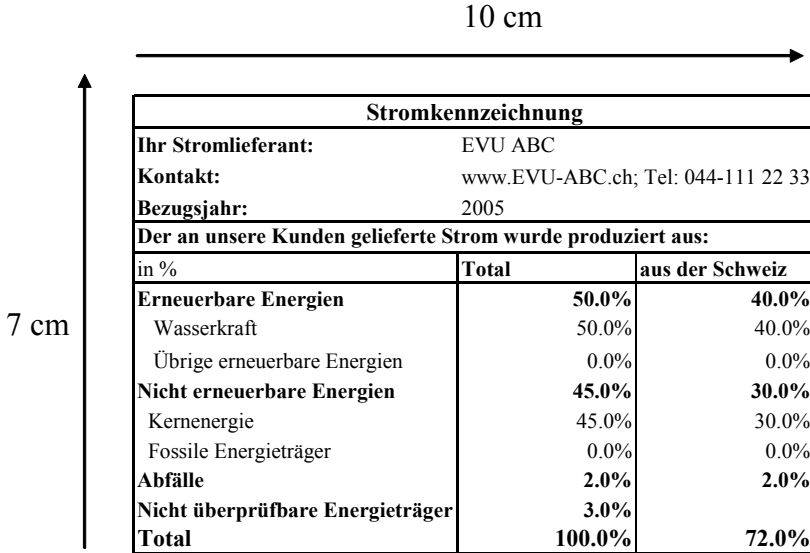 10 cm
Stromkennzeichnung
Ihr Stromlieferant: EVU ABC
Kontakt: www.EVU-ABC.ch; Tel: 044-111 22 33
Bezugsjahr: 2005
Der an unsere Kunden gelieferte Strom wurde produziert aus:
in % Total aus der Schweiz
Erneuerbare Energien 50.0% 40.0%
Wasserkraft 50.0% 40.0%
7 cm
Übrige erneuerbare Energien 0.0% 0.0%
Nicht erneuerbare Energien 45.0% 30.0%
Kernenergie 45.0% 30.0%
Fossile Energieträger 0.0% 0.0%
Abfälle 2.0% 2.0%
Nicht überprüfbare Energieträger 3.0%
Total 100.0% 72.0%